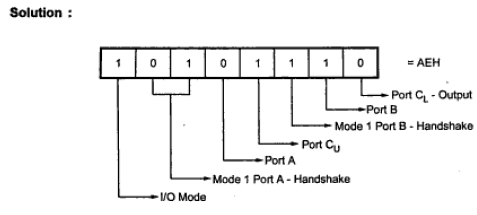 Solution :
1 0 1 0 1 1 1 0 = AEH
Port CL - Output
Port B
Mode 1 Port B - Handshake
Port CU
Port A
Mode 1 Port A - Handshake
I/O Mode